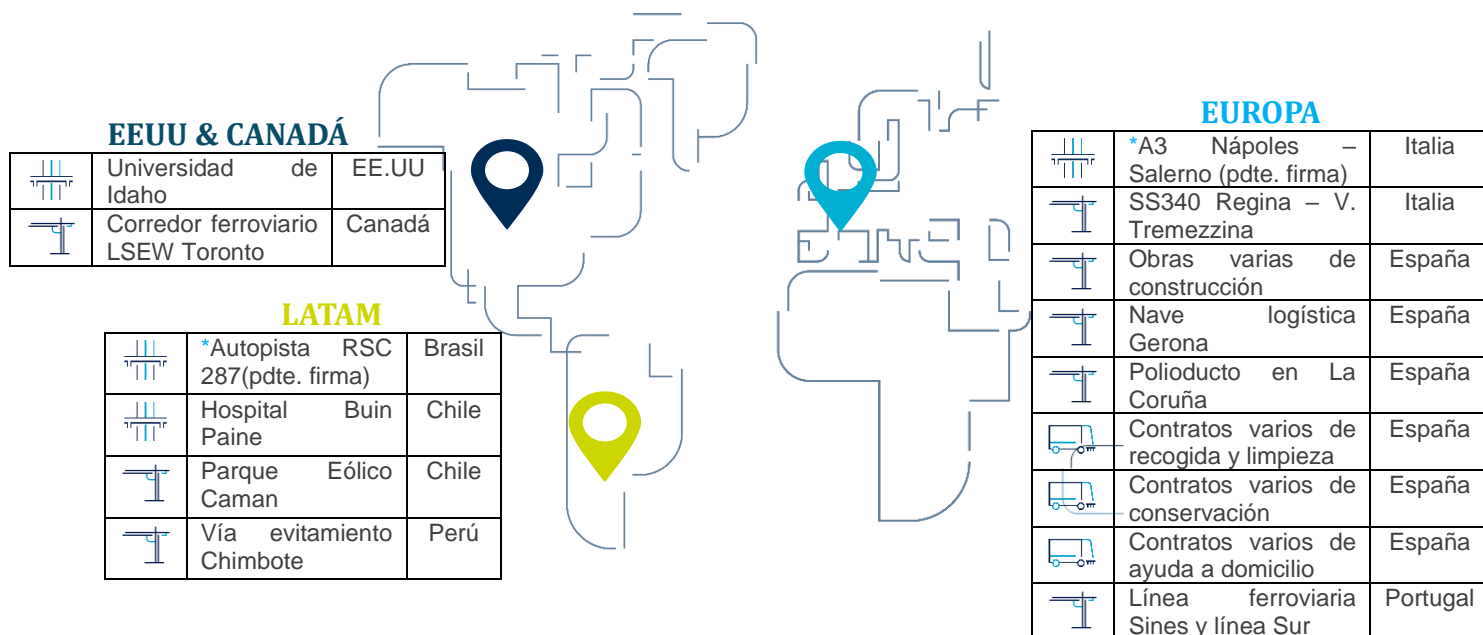 EEUU & CANADÁ
Universidad de
Idaho
EE.UU
Corredor ferroviario
LSEW Toronto
Canadá
LATAM
*Autopista RSC
287(pdte. firma)
Brasil
Hospital Buin
Paine
Chile
Parque Eólico
Caman
Chile
Vía evitamiento
Chimbote
Perú
EUROPA
*A3 Nápoles –
Salerno (pdte. firma)
Italia
SS340 Regina – V.
Tremezzina
Italia
Obras varias de
construcción
España
Nave logística
Gerona
España
Polioducto en La
Coruña
España
Contratos varios de
recogida y limpieza
España
Contratos varios de
conservación
España
Contratos varios de
ayuda a domicilio
España
Línea ferroviaria
Sines y línea Sur
Portugal